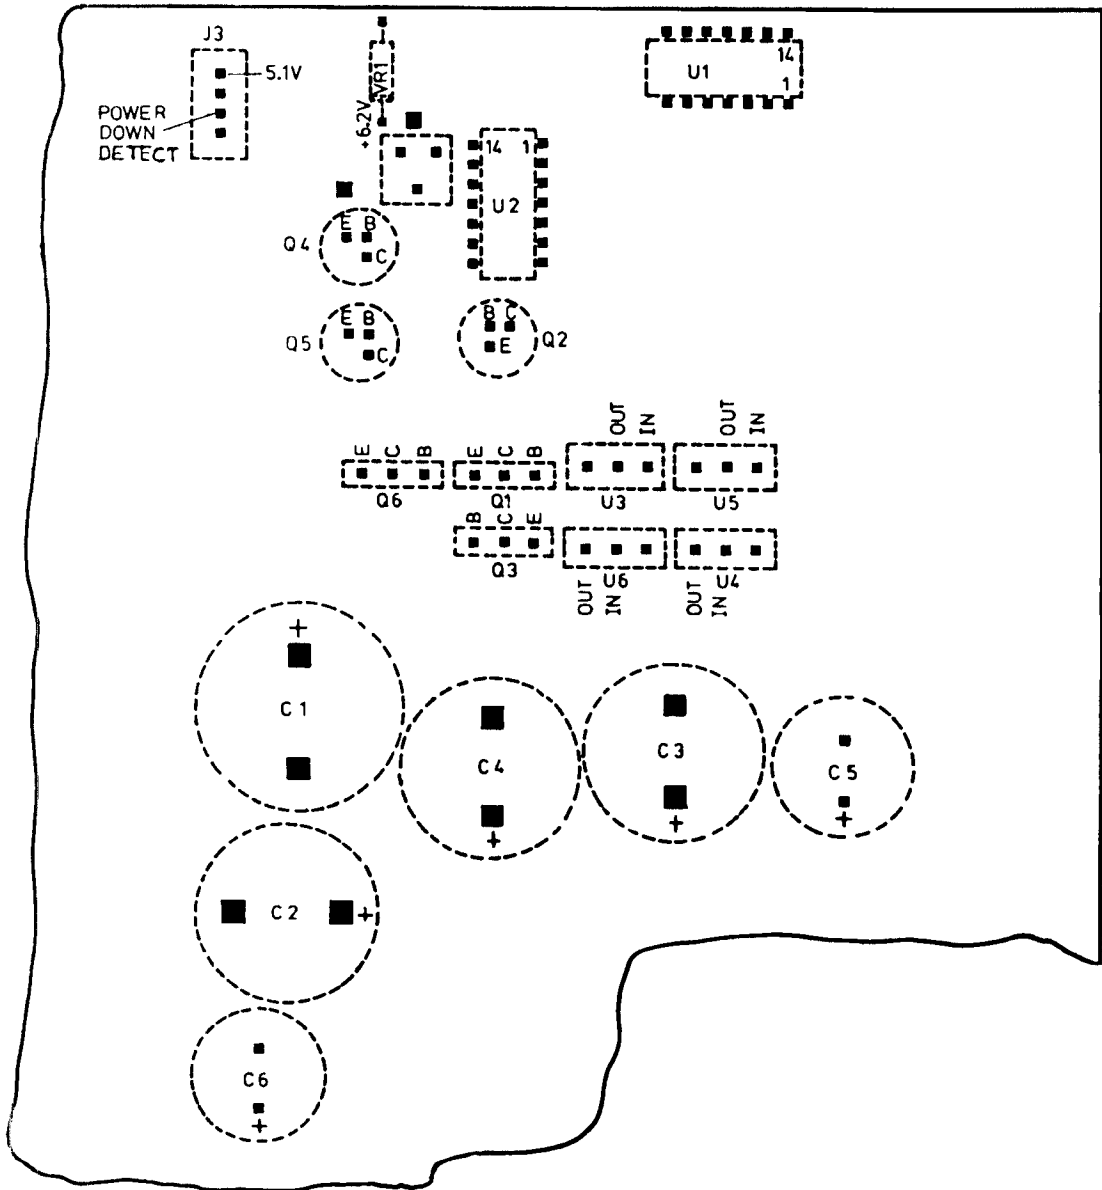 J3
5.1V
POWER
DOWN
DETECT
VR1
+6.2V
U1
14
1
14 1
U2
E B
Q4
C
E B
Q5
C
B C
E
Q2
OUT
IN
OUT
IN
E C B
Q6
E C B
Q1
U3
U5
B C E
Q3
U6
OUT
IN
U4
OUT
IN
+
C1
C4
+
C3
+
C5
+
C2 +
C6
+